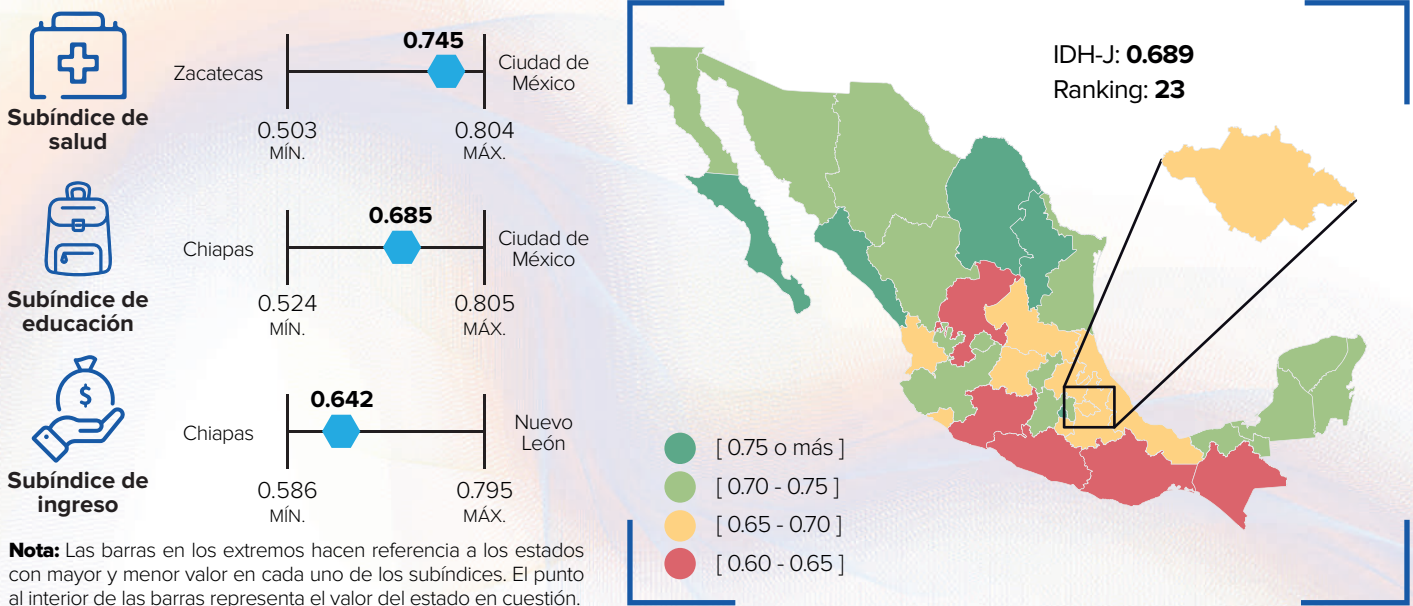 Subíndice de
salud
Zacatecas
0.745
Ciudad de
México
0.503
MÍN.
0.804
MÁX.
Subíndice de
educación
Chiapas
0.685
Ciudad de
México
0.524
MÍN.
0.805
MÁX.
$
Subíndice de
ingreso
Chiapas
0.642
Nuevo
León
0.586
MÍN.
0.795
MÁX.
Nota: Las barras en los extremos hacen referencia a los estados
con mayor y menor valor en cada uno de los subíndices. El punto
al interior de las barras representa el valor del estado en cuestión.
IDH-J: 0.689
Ranking: 23
[ 0.75 o más ]
[ 0.70 - 0.75 ]
[ 0.65 - 0.70 ]
[ 0.60 - 0.65 ]